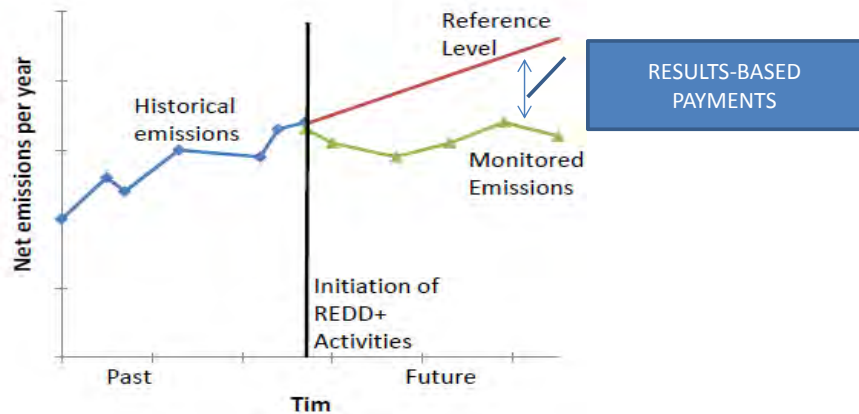 Reference
Level
RESULTS-BASED
PAYMENTS
Historical
emissions
Monitored
Emissions
Net emissions per year
Initiation of
REDD+
Activities
Past
Future
Tim